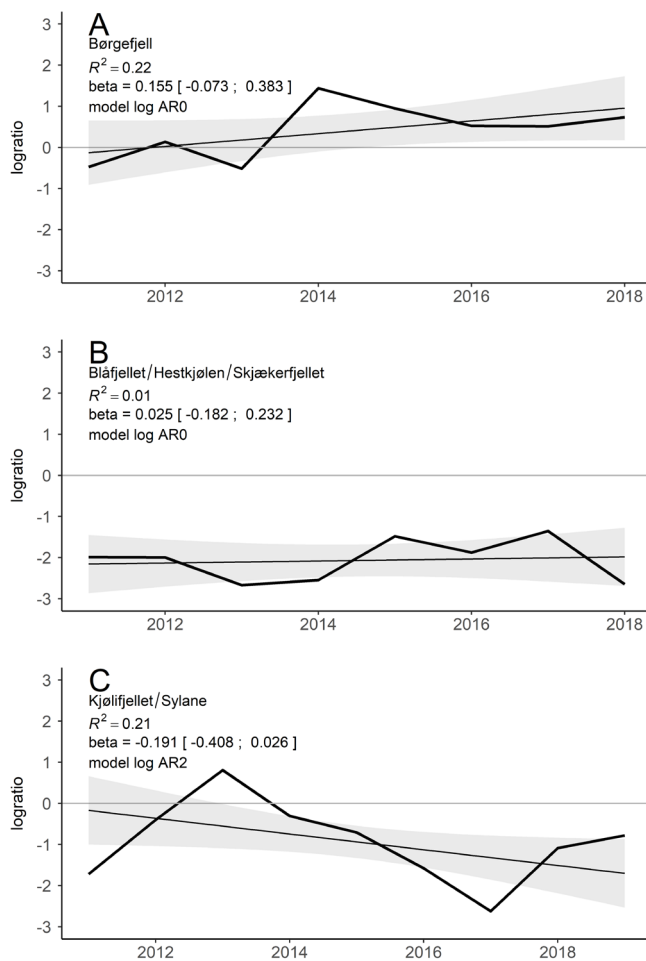 A
Børgefjell
R² = 0.22
beta = 0.155 [ -0.073 ; 0.383 ]
model log AR0
logratio
3
2
1
0
-1
-2
-3
2012 2014 2016 2018
B
Blåfjellet/Hestkjølen/Skjækerfjellet
R² = 0.01
beta = 0.025 [ -0.182 ; 0.232 ]
model log AR0
logratio
3
2
1
0
-1
-2
-3
2012 2014 2016 2018
C
Kjølifjellet/Sylane
R² = 0.21
beta = -0.191 [ -0.408 ; 0.026 ]
model log AR2
logratio
3
2
1
0
-1
-2
-3
2012 2014 2016 2018